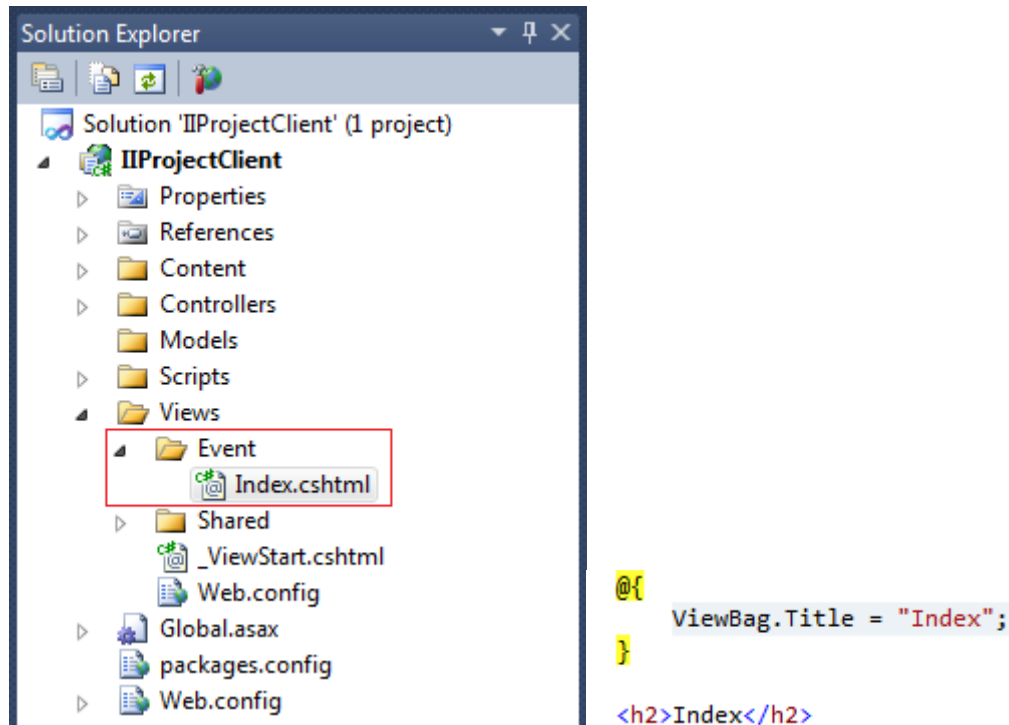 Solution Explorer
Solution 'IIProjectClient' (1 project)
IIProjectClient
Properties
References
Content
Controllers
Models
Scripts
Views
Event
Index.cshtml
Shared
_ViewStart.cshtml
Web.config
Global.asax
packages.config
Web.config
@{
ViewBag.Title = "Index";
}
<h2>Index</h2>